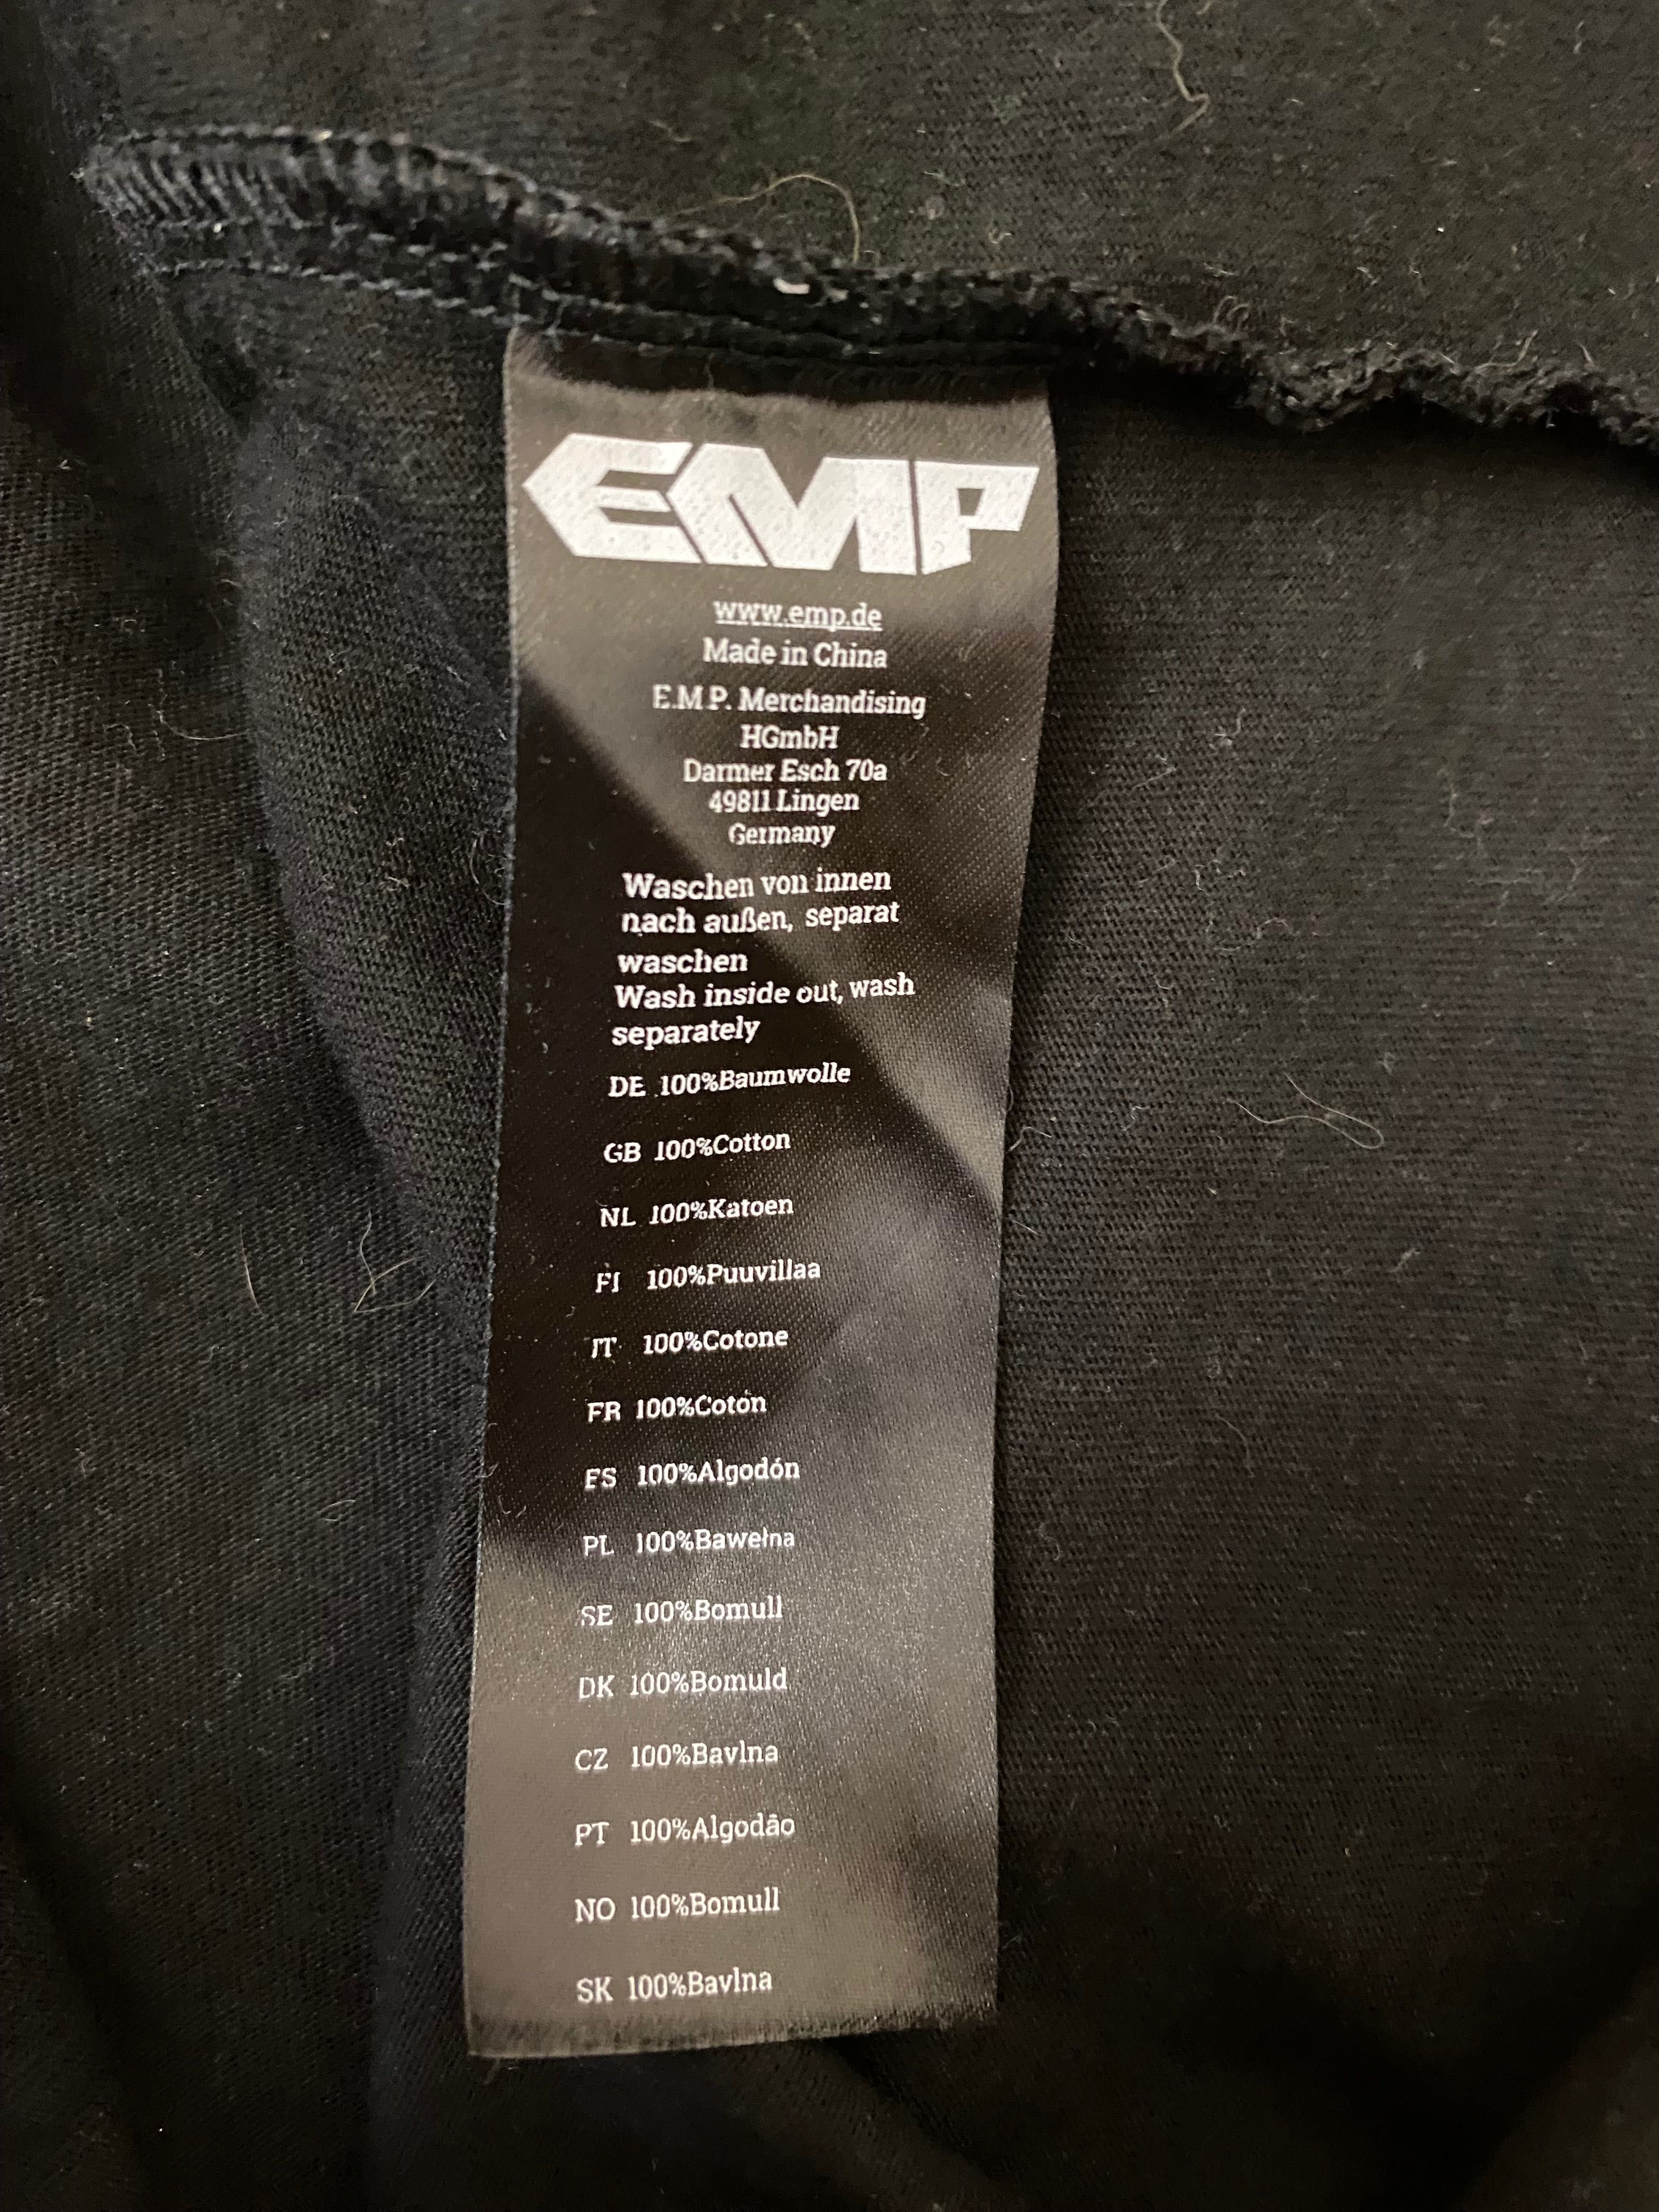 EMP
www.emp.de
Made in China
E.M.P. Merchandising
HGmbH
Darmer Esch 70a
49811 Lingen
Germany
Waschen von innen
nach außen, separat
waschen
Wash inside out, wash
separately
DE 100%Baumwolle
GB 100%Cotton
NL 100%Katoen
FI 100%Puuvillaa
IT 100%Cotone
FR 100%Coton
ES 100%Algodón
PL 100%Bawełna
SE 100%Bomull
DK 100%Bomuld
CZ 100%Bavlna
PT 100%Algodão
NO 100%Bomull
SK 100%Bavlna